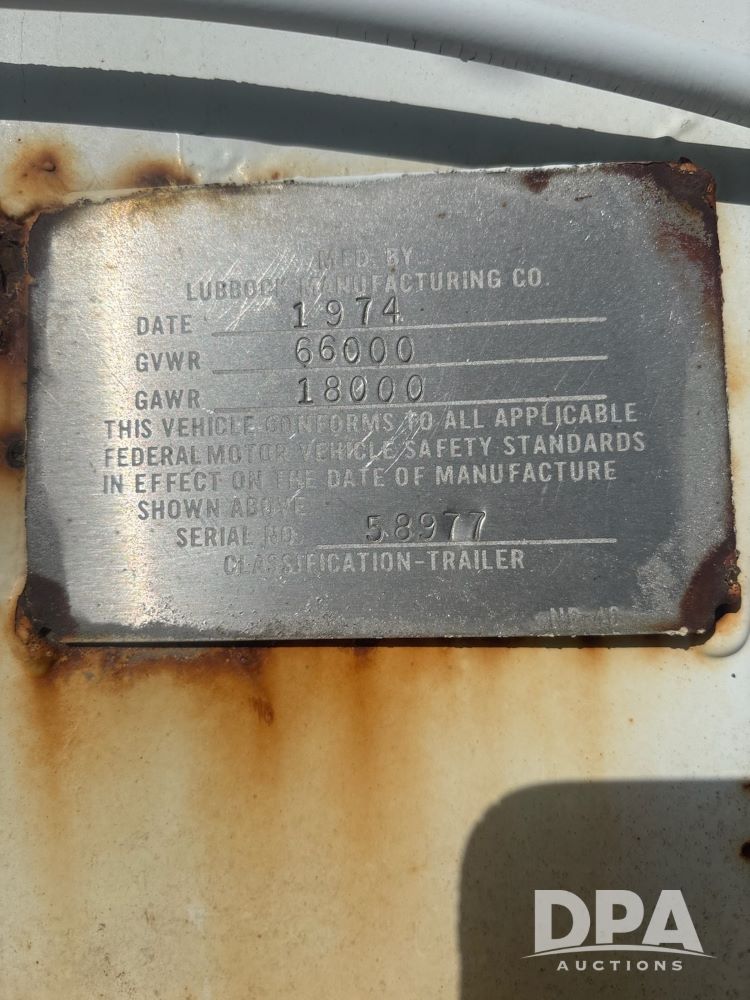 MFD. BY
LUBBOCK MANUFACTURING CO.
DATE 1974
GVWR 66000
GAWR 18000
THIS VEHICLE CONFORMS TO ALL APPLICABLE
FEDERAL MOTOR VEHICLE SAFETY STANDARDS
IN EFFECT ON THE DATE OF MANUFACTURE
SHOWN ABOVE
SERIAL NO. 58977
CLASSIFICATION-TRAILER
DPA
AUCTIONS